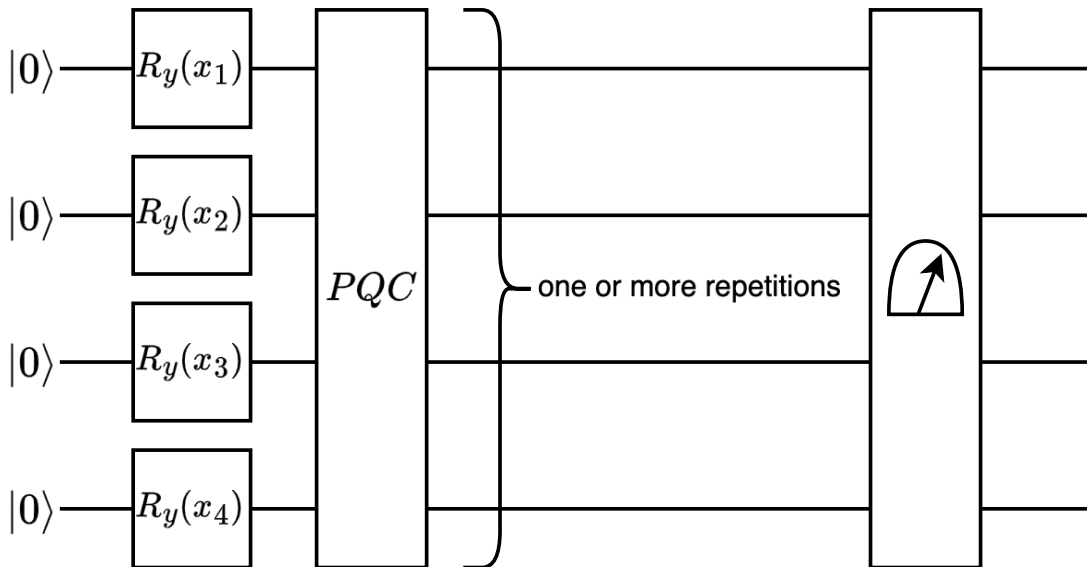 |0⟩ R_y(x_1)
|0⟩ R_y(x_2)
PQC one or more repetitions
|0⟩ R_y(x_3)
|0⟩ R_y(x_4)